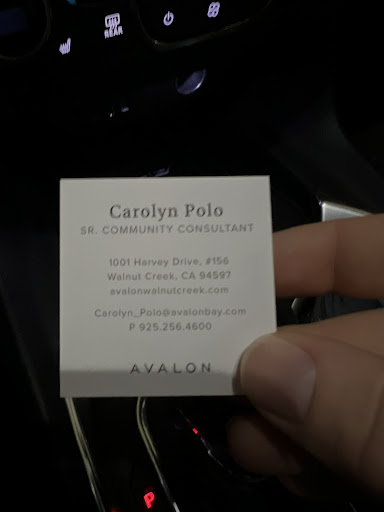 REAR
Carolyn Polo
SR. COMMUNITY CONSULTANT
1001 Harvey Drive, #156
Walnut Creek, CA 94597
avalonwalnutcreek.com
Carolyn_Polo@avalonbay.com
P 925.256.4600
AVALON
P